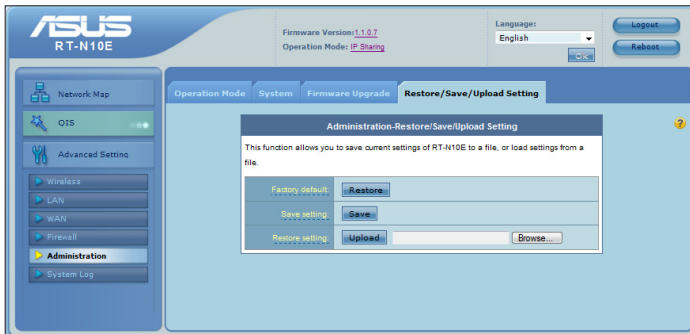 ASUS
RT-N10E
Firmware Version:1.1.0.7
Operation Mode: IP Sharing
Language:
English
OK
Logout
Reboot
Network Map
QIS
Advanced Setting
Wireless
LAN
WAN
Firewall
Administration
System Log
Operation Mode
System
Firmware Upgrade
Restore/Save/Upload Setting
Administration-Restore/Save/Upload Setting
This function allows you to save current settings of RT-N10E to a file, or load settings from a
file.
Factory default: Restore
Save setting: Save
Restore setting: Upload Browse...
?